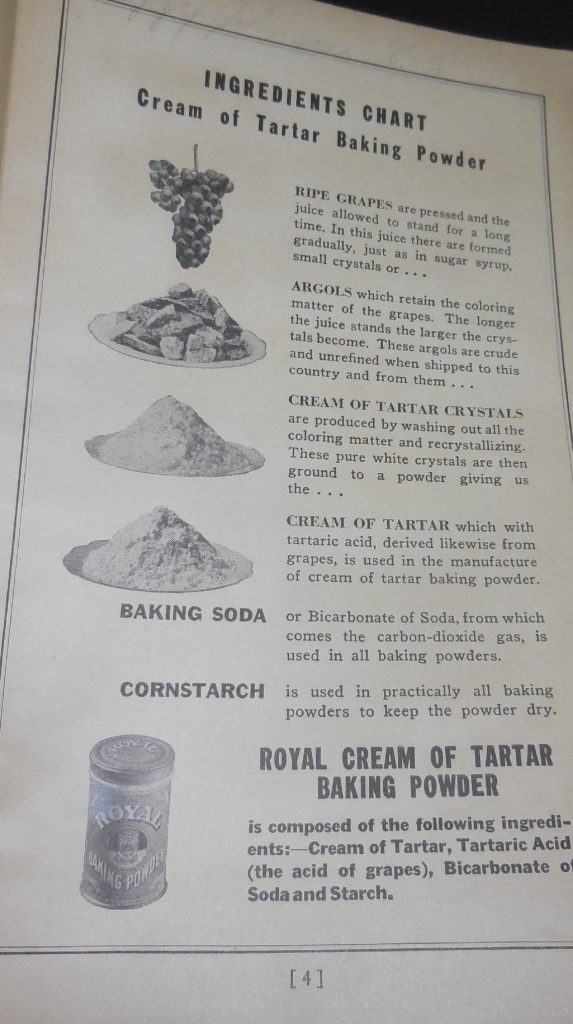 INGREDIENTS CHART
Cream of Tartar Baking Powder
RIPE GRAPES are pressed and the
juice allowed to stand for a long
time. In this juice there are formed
gradually, just as in sugar syrup,
small crystals or . . .
ARGOLS which retain the coloring
matter of the grapes. The longer
the juice stands the larger the crys-
tals become. These argols are crude
and unrefined when shipped to this
country and from them . . .
CREAM OF TARTAR CRYSTALS
are produced by washing out all the
coloring matter and recrystallizing.
These pure white crystals are then
ground to a powder giving us
the . . .
CREAM OF TARTAR which with
tartaric acid, derived likewise from
grapes, is used in the manufacture
of cream of tartar baking powder.
BAKING SODA or Bicarbonate of Soda, from which
comes the carbon-dioxide gas, is
used in all baking powders.
CORNSTARCH is used in practically all baking
powders to keep the powder dry.
ROYAL CREAM OF TARTAR
BAKING POWDER
is composed of the following ingredi-
ents:—Cream of Tartar, Tartaric Acid
(the acid of grapes), Bicarbonate of
Soda and Starch.
ROYAL
ROYAL
BAKING POWDER
[4]